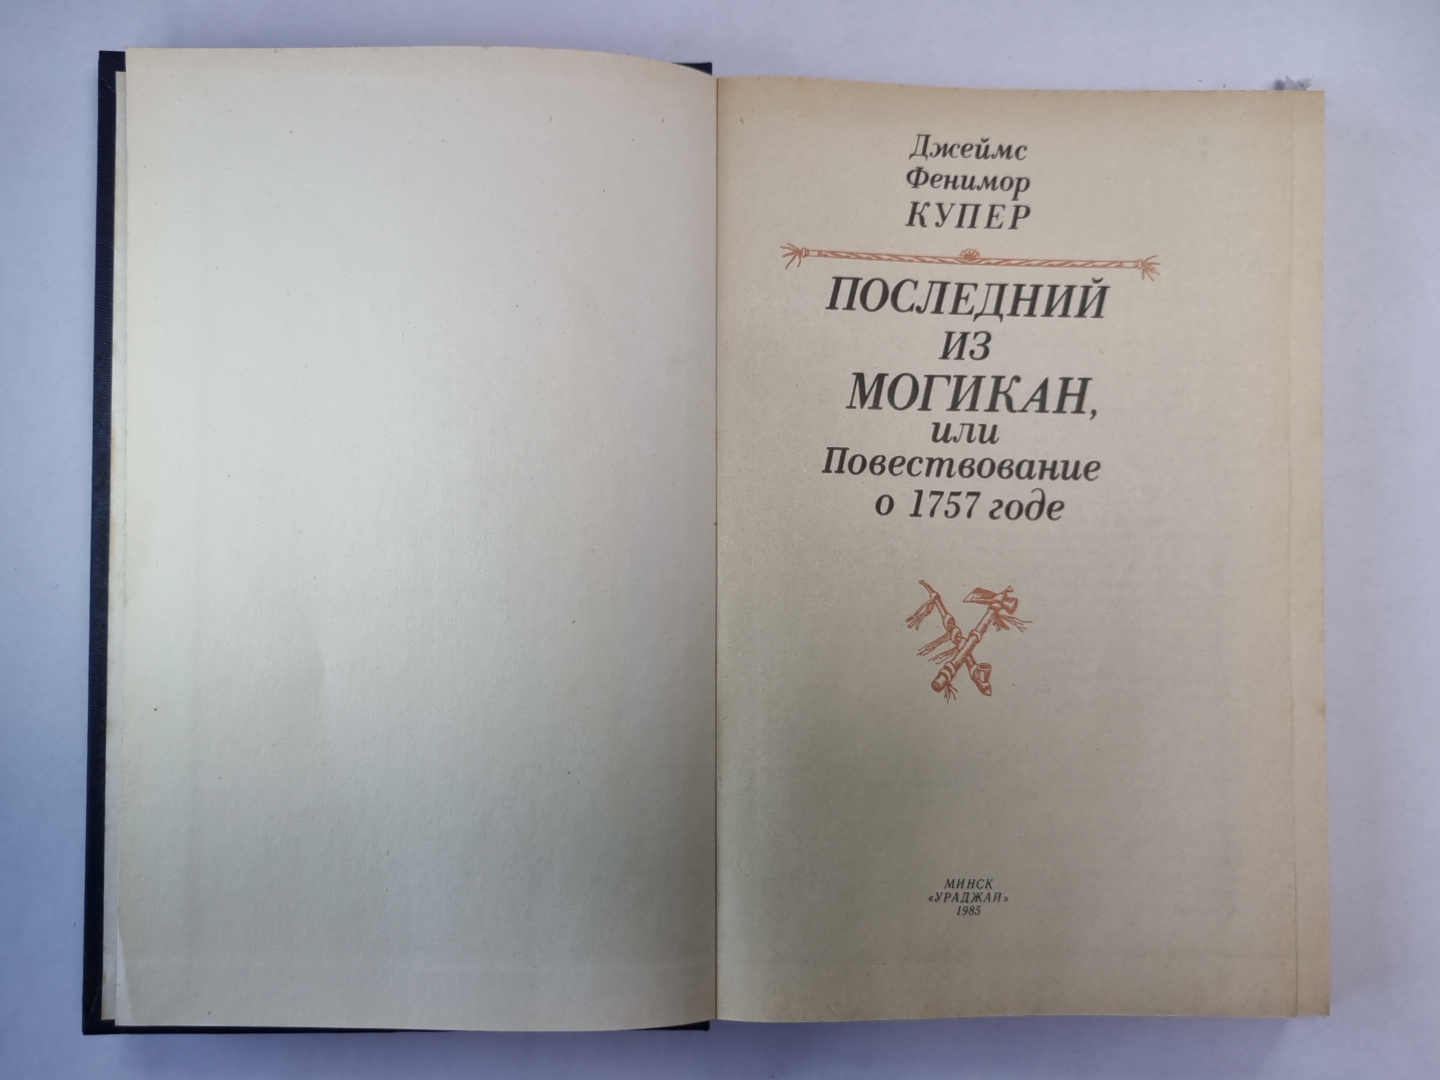 Джеймс
Фенимор
КУПЕР
ПОСЛЕДНИЙ
ИЗ
МОГИКАН,
или
Повествование
о 1757 годе
МИНСК
«УРАДЖАЙ»
1985